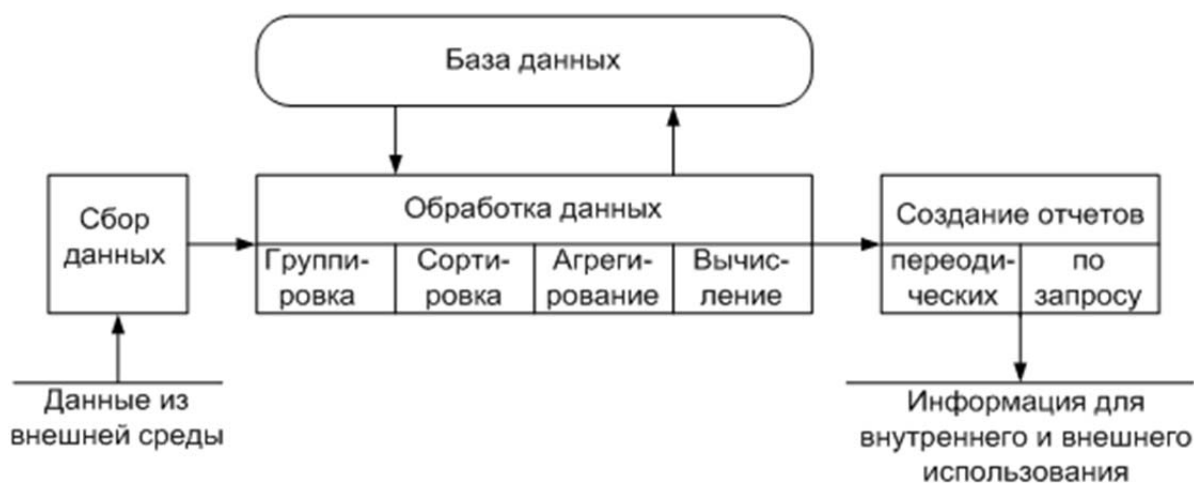 База данных
Сбор
данных
Обработка данных
Группи-
ровка
Сорти-
ровка
Агреги-
рование
Вычис-
ление
Создание отчетов
переоди-
ческих
по
запросу
Данные из
внешней среды
Информация для
внутреннего и внешнего
использования